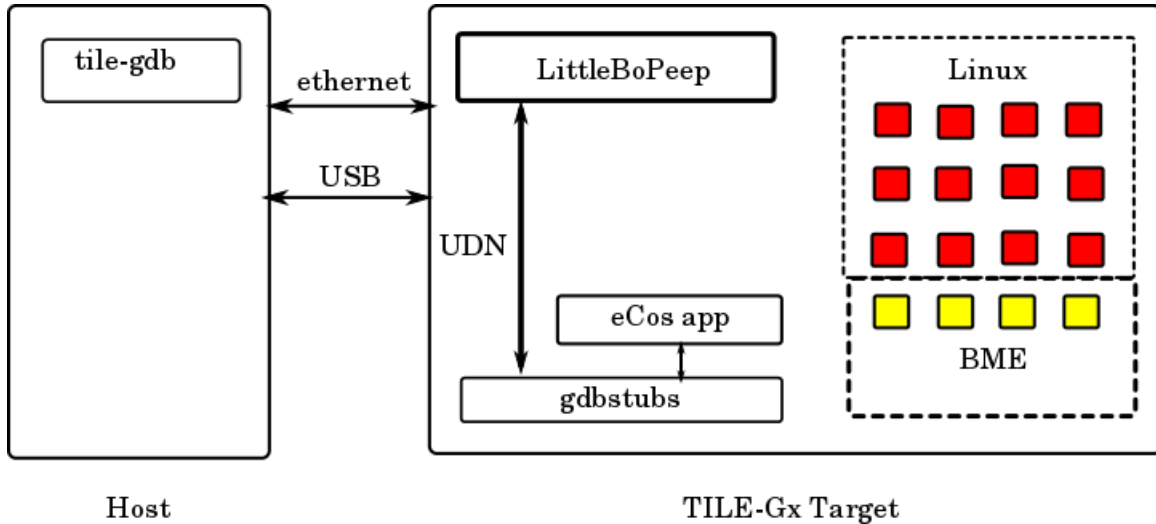 tile-gdb
ethernet
USB
LittleBoPeep
UDN
eCos app
gdbstubs
Linux
BME
Host
TILE-Gx Target